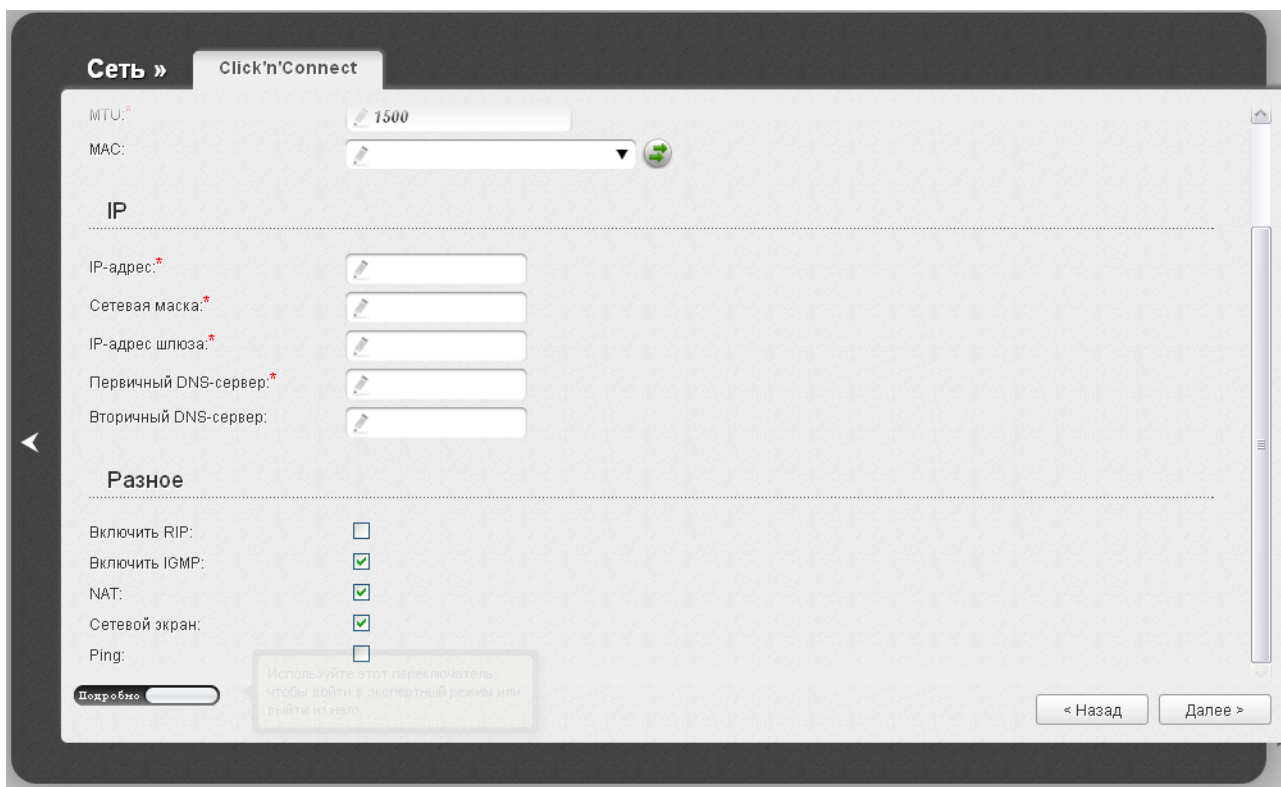 Сеть »
Click'n'Connect
MTU:*
1500
MAC:
IP
IP-адрес:*
Сетевая маска:*
IP-адрес шлюза:*
Первичный DNS-сервер:*
Вторичный DNS-сервер:
Разное
Включить RIP:
Включить IGMP:
NAT:
Сетевой экран:
Ping:
Используйте этот переключатель,
чтобы войти в экспертный режим или
выйти из него.
Подробно
< Назад
Далее >